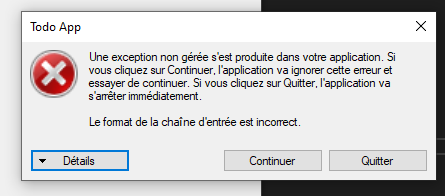 Todo App
Une exception non gérée s'est produite dans votre application. Si
vous cliquez sur Continuer, l'application va ignorer cette erreur et
essayer de continuer. Si vous cliquez sur Quitter, l'application va
s'arrêter immédiatement.
Le format de la chaîne d'entrée est incorrect.
Détails
Continuer
Quitter